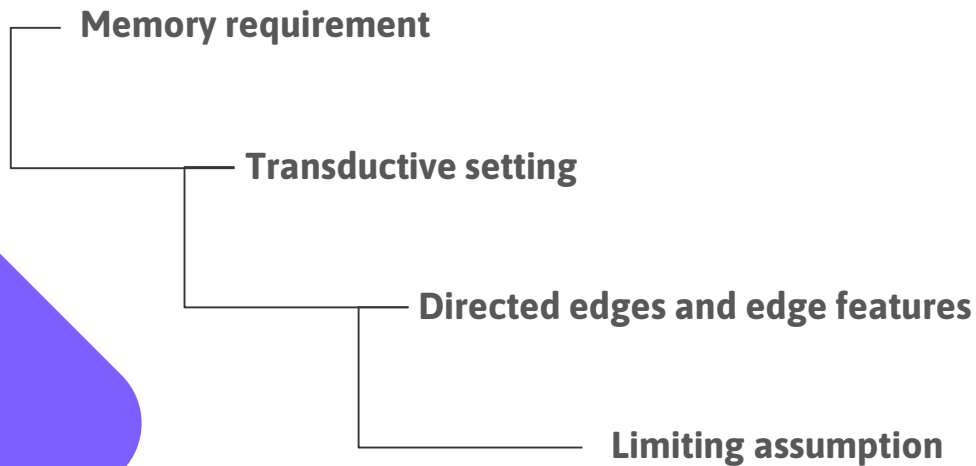 Memory requirement
Transductive setting
Directed edges and edge features
Limiting assumption